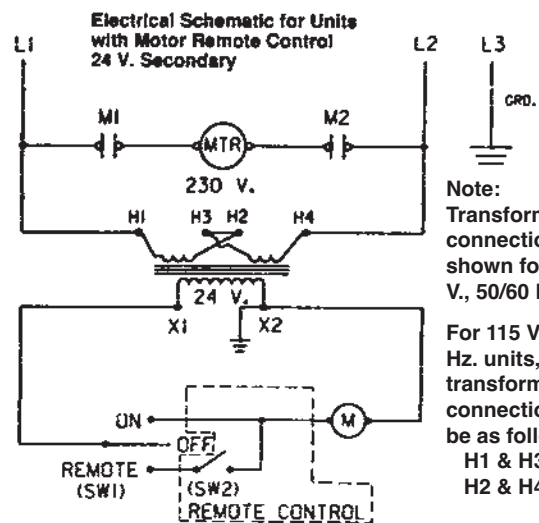 Electrical Schematic for Units
with Motor Remote Control
24 V. Secondary
L1
L2
L3
GRD.
M1
MTR
M2
230 V.
H1
H3
H2
H4
24 V.
X1
X2
ON
OFF
M
REMOTE
(SW1)
(SW2)
REMOTE CONTROL
Note:
Transform
connectio
shown fo
V., 50/60
For 115 V
Hz. units,
transform
connectio
be as follo
H1 & H3
H2 & H4